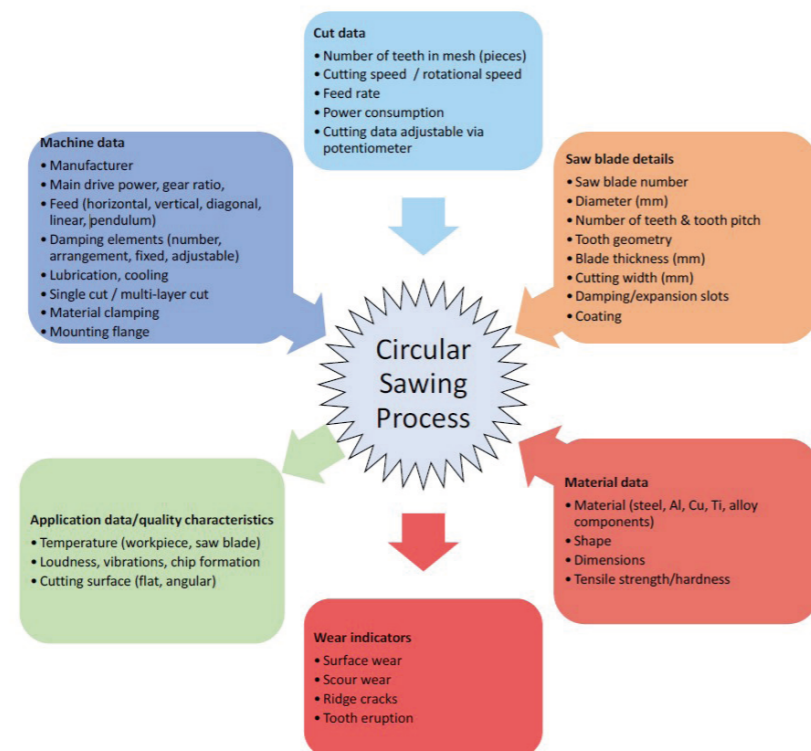 Cut data
• Number of teeth in mesh (pieces)
• Cutting speed / rotational speed
• Feed rate
• Power consumption
• Cutting data adjustable via
potentiometer
Machine data
• Manufacturer
• Main drive power, gear ratio,
• Feed (horizontal, vertical, diagonal,
linear, pendulum)
• Damping elements (number,
arrangement, fixed, adjustable)
• Lubrication, cooling
• Single cut / multi-layer cut
• Material clamping
• Mounting flange
Saw blade details
• Saw blade number
• Diameter (mm)
• Number of teeth & tooth pitch
• Tooth geometry
• Blade thickness (mm)
• Cutting width (mm)
• Damping/expansion slots
• Coating
Circular
Sawing
Process
Application data/quality characteristics
• Temperature (workpiece, saw blade)
• Loudness, vibrations, chip formation
• Cutting surface (flat, angular)
Material data
• Material (steel, Al, Cu, Ti, alloy
components)
• Shape
• Dimensions
• Tensile strength/hardness
Wear indicators
• Surface wear
• Scour wear
• Ridge cracks
• Tooth eruption